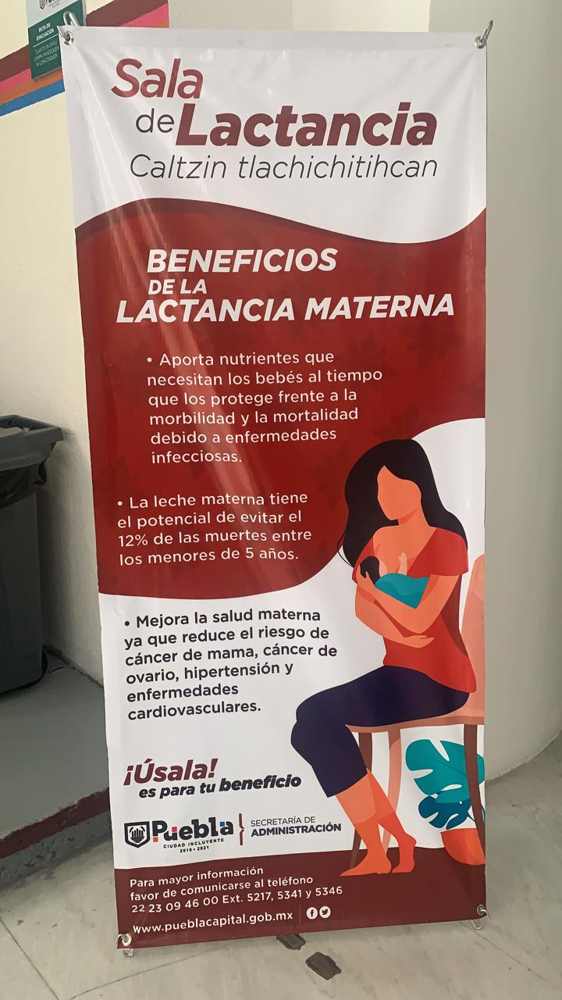 RUTA DE
EVACUACIÓN
Sala
de Lactancia
Caltzin tlachichitihcan
BENEFICIOS
DE LA
LACTANCIA MATERNA
• Aporta nutrientes que
necesitan los bebés al tiempo
que los protege frente a la
morbilidad y la mortalidad
debido a enfermedades
infecciosas.
• La leche materna tiene
el potencial de evitar el
12% de las muertes entre
los menores de 5 años.
• Mejora la salud materna
ya que reduce el riesgo de
cáncer de mama, cáncer de
ovario, hipertensión y
enfermedades
cardiovasculares.
¡Úsala!
es para tu beneficio
Puebla
CIUDAD INCLUYENTE
2018 • 2021
SECRETARÍA DE
ADMINISTRACIÓN
Para mayor información
favor de comunicarse al teléfono
22 23 09 46 00 Ext. 5217, 5341 y 5346
www.pueblacapital.gob.mx